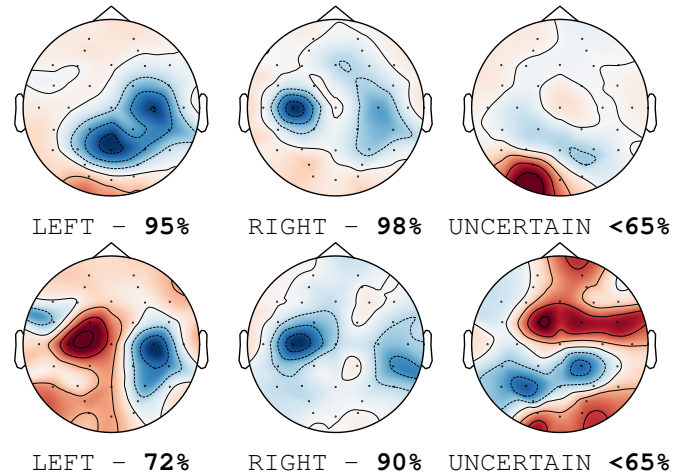 LEFT – 95%
RIGHT – 98%
UNCERTAIN <65%
LEFT – 72%
RIGHT – 90%
UNCERTAIN <65%